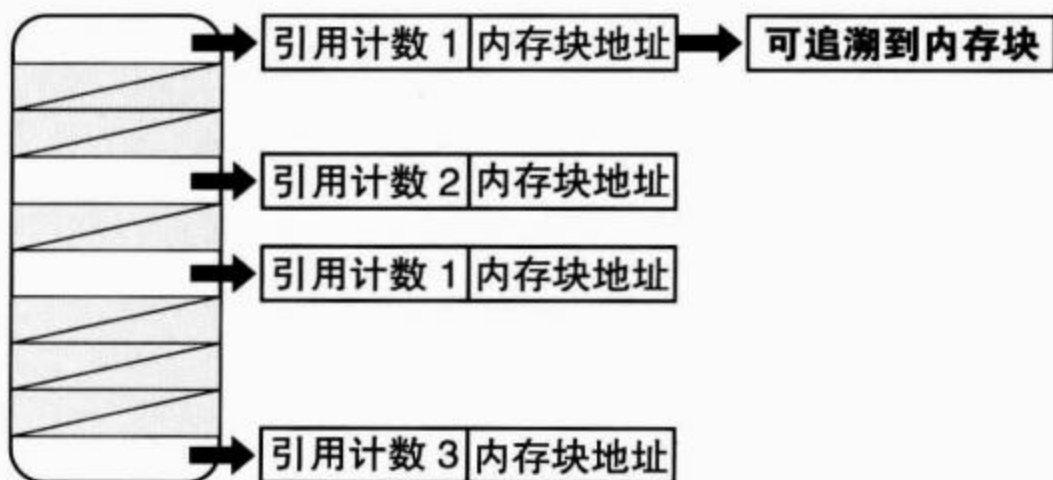 引用计数 1 内存块地址 可追溯到内存块
引用计数 2 内存块地址
引用计数 1 内存块地址
引用计数 3 内存块地址